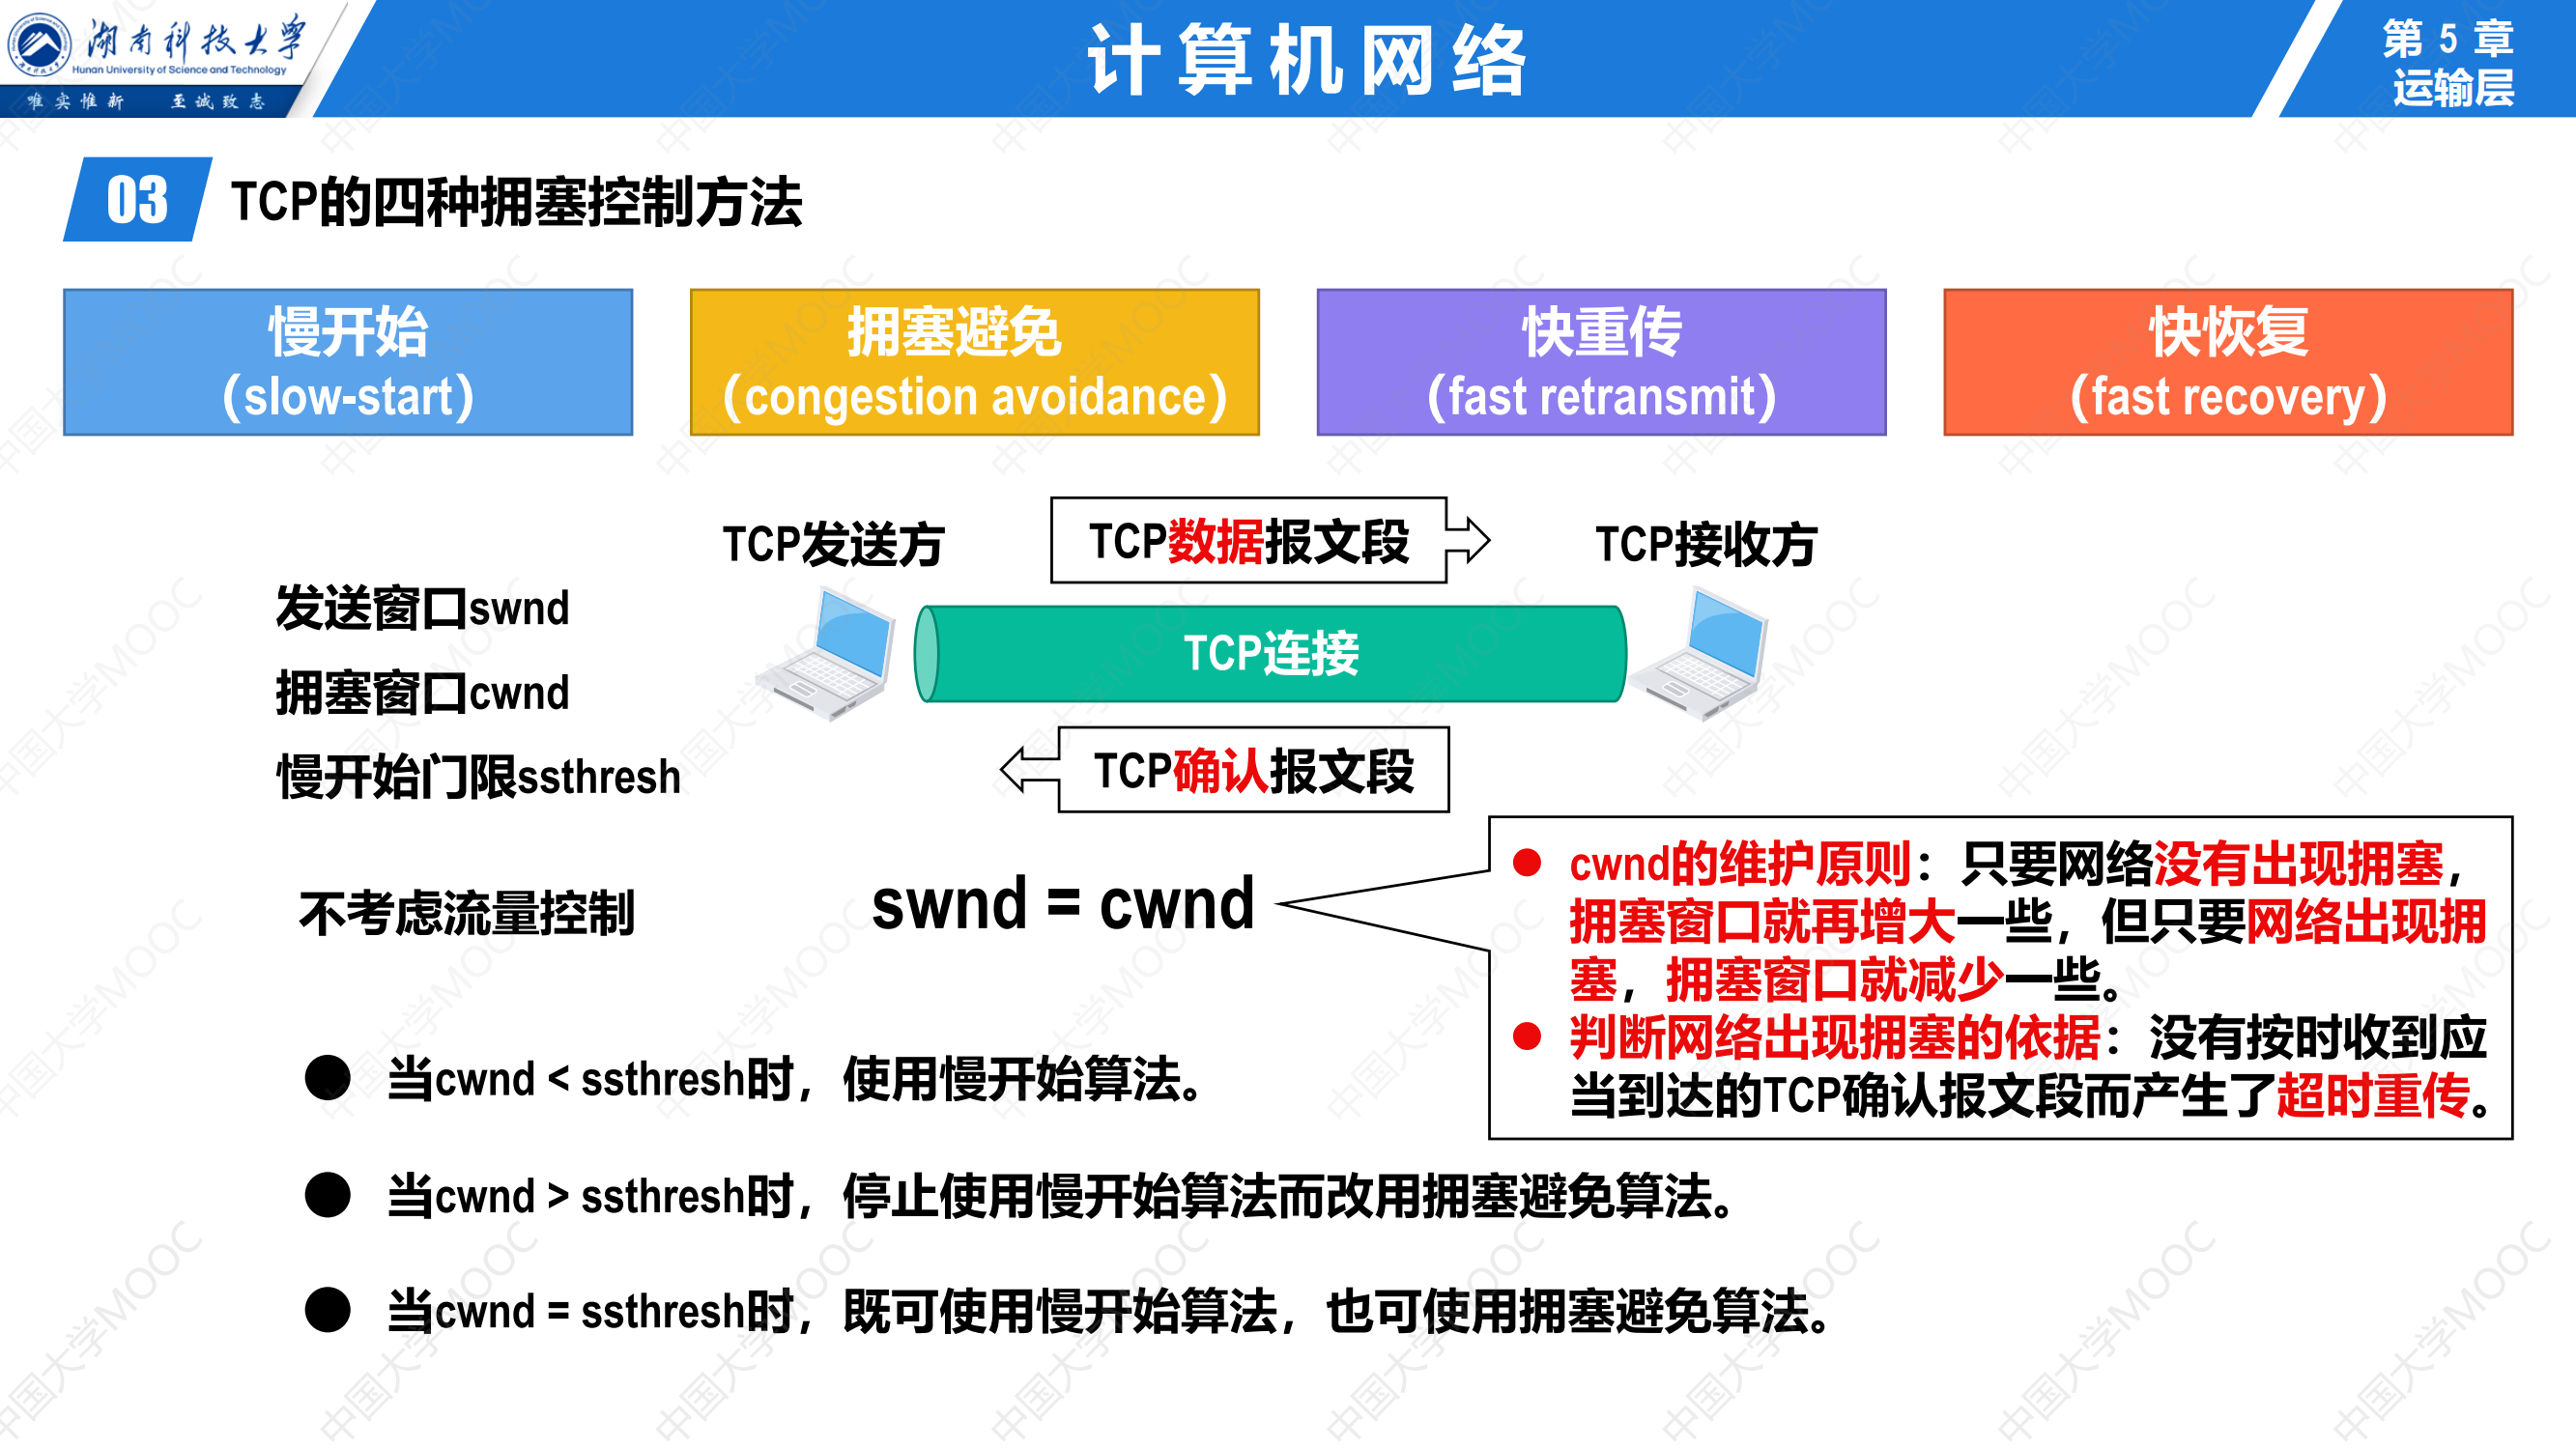 湖南科技大学
Hunan University of Science and Technology
唯实惟新 至诚致志
计算机网络
第 5 章
运输层
03
TCP的四种拥塞控制方法
慢开始
(slow-start)
拥塞避免
(congestion avoidance)
快重传
(fast retransmit)
快恢复
(fast recovery)
TCP发送方
TCP数据报文段
TCP接收方
发送窗口swnd
拥塞窗口cwnd
慢开始门限ssthresh
TCP连接
TCP确认报文段
不考虑流量控制
swnd = cwnd
cwnd的维护原则：只要网络没有出现拥塞，
拥塞窗口就再增大一些，但只要网络出现拥
塞，拥塞窗口就减少一些。
判断网络出现拥塞的依据：没有按时收到应
当到达的TCP确认报文段而产生了超时重传。
当cwnd < ssthresh时，使用慢开始算法。
当cwnd > ssthresh时，停止使用慢开始算法而改用拥塞避免算法。
当cwnd = ssthresh时，既可使用慢开始算法，也可使用拥塞避免算法。
中国大学MOOC